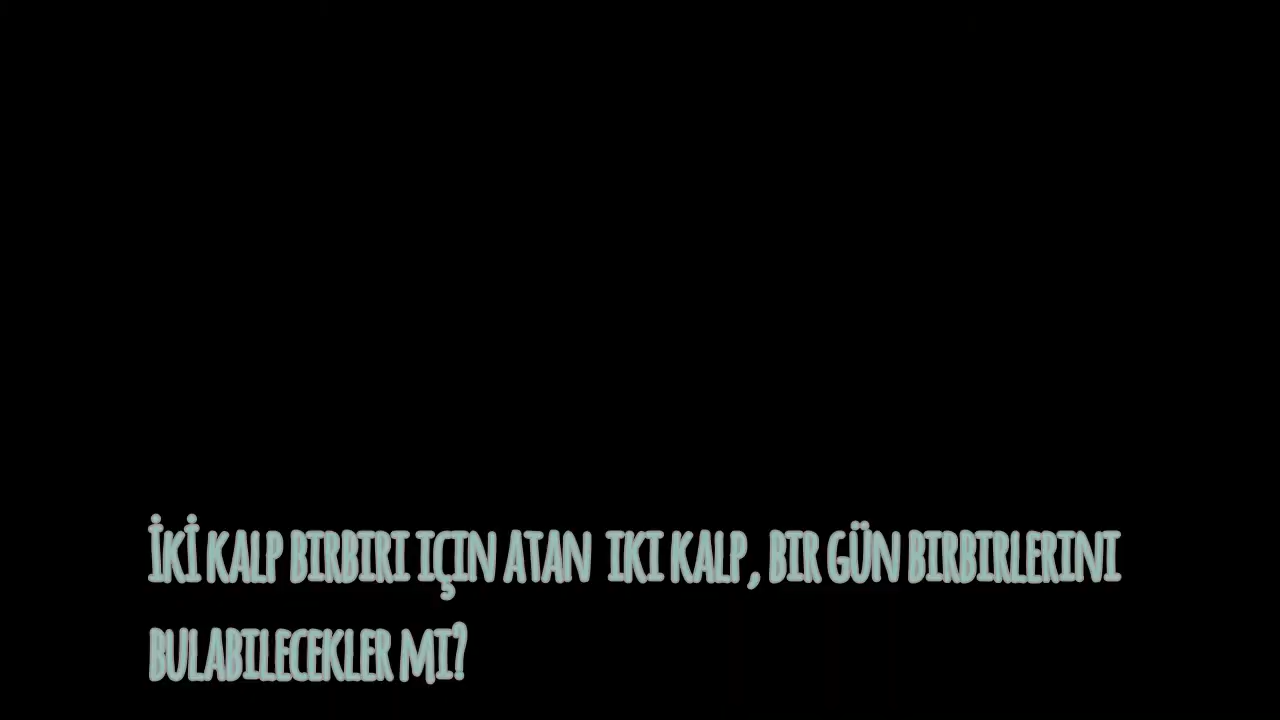 İKİ KALP BIRBIRI IÇIN ATAN IKI KALP, BIR GÜN BIRBIRLERINI
BULABILECEKLER MI?